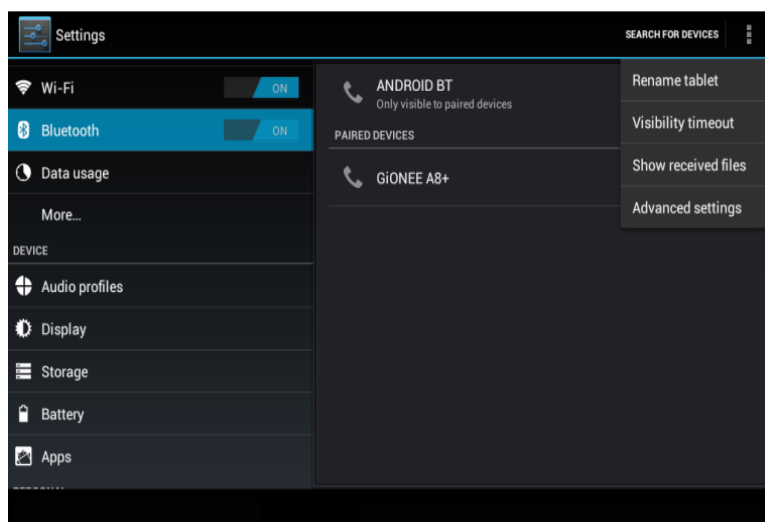 Settings
SEARCH FOR DEVICES
Wi-Fi
ON
Bluetooth
ON
Data usage
More...
DEVICE
Audio profiles
Display
Storage
Battery
Apps
ANDROID BT
Only visible to paired devices
PAIRED DEVICES
GiONEE A8+
Rename tablet
Visibility timeout
Show received files
Advanced settings